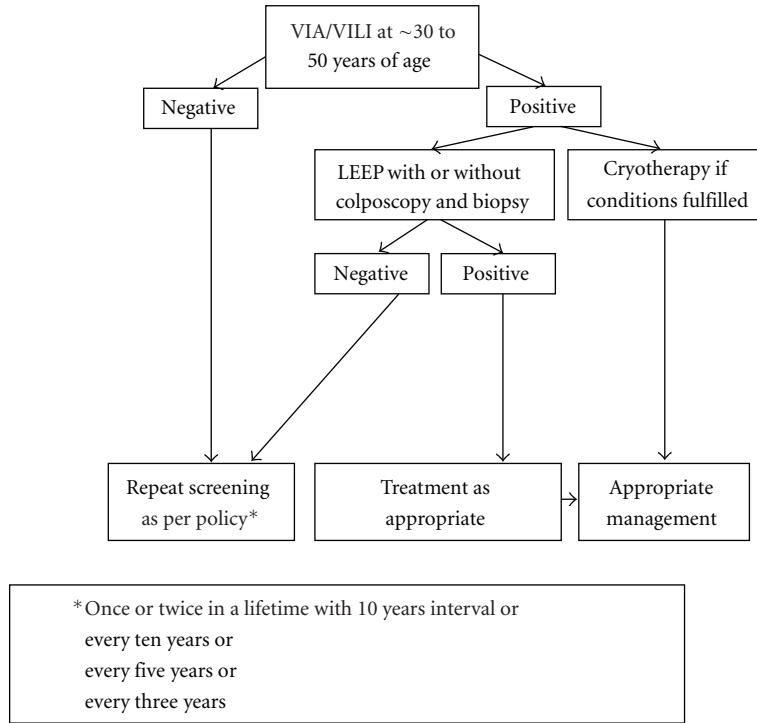 VIA/VILI at ~30 to
50 years of age
Negative
Positive
LEEP with or without
colposcopy and biopsy
Cryotherapy if
conditions fulfilled
Negative
Positive
Repeat screening
as per policy*
Treatment as
appropriate
Appropriate
management
*Once or twice in a lifetime with 10 years interval or
every ten years or
every five years or
every three years